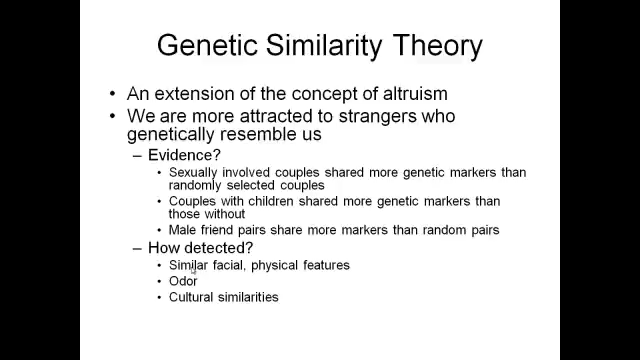 Genetic Similarity Theory
• An extension of the concept of altruism
• We are more attracted to strangers who
genetically resemble us
– Evidence?
• Sexually involved couples shared more genetic markers than
randomly selected couples
• Couples with children shared more genetic markers than
those without
• Male friend pairs share more markers than random pairs
– How detected?
• Similar facial, physical features
• Odor
• Cultural similarities